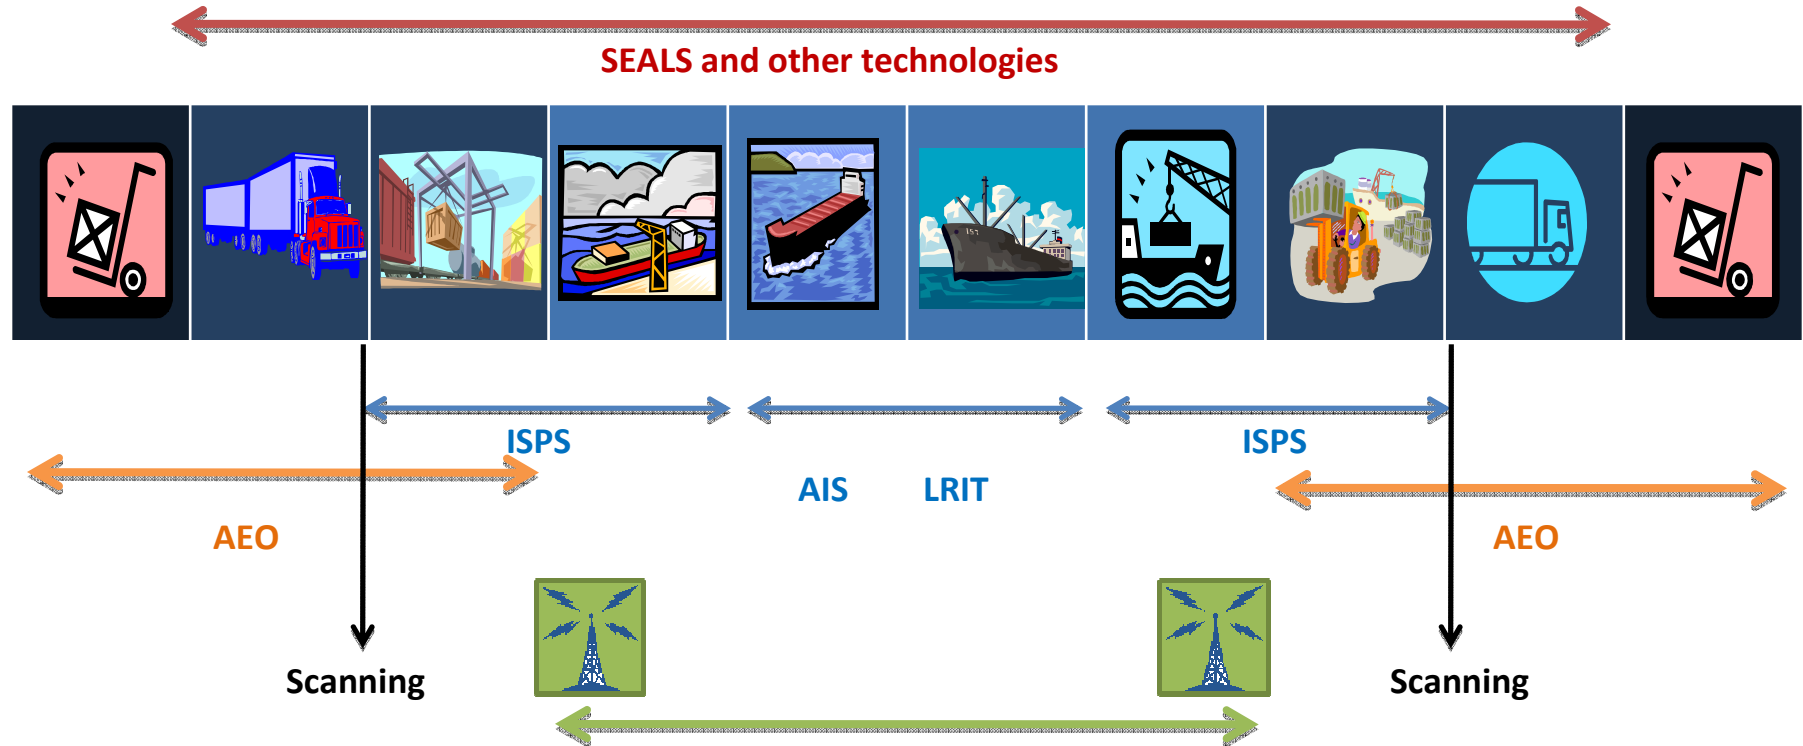 SEALS and other technologies
ISPS
ISPS
AIS
LRIT
AEO
AEO
Scanning
Scanning